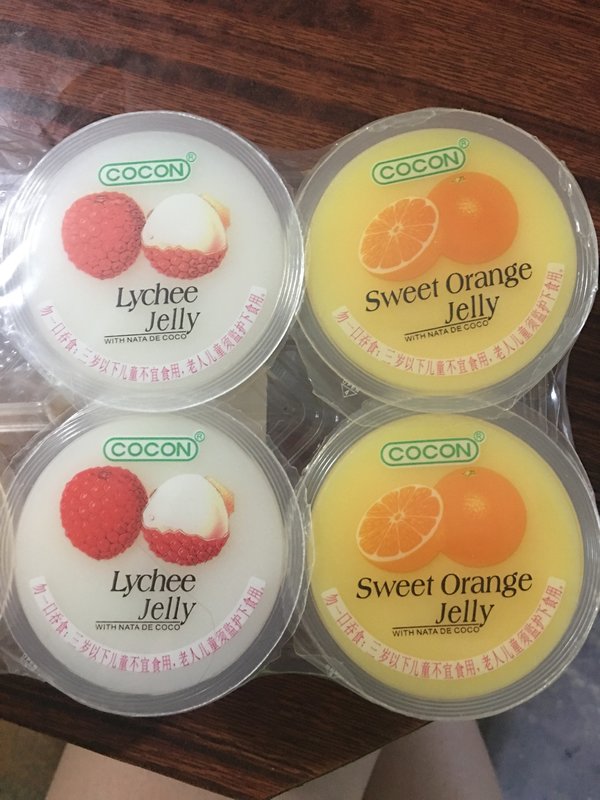 COCON®
Lychee
Jelly
WITH NATA DE COCO
勿一口吞食;三岁以下儿童不宜食用,老人儿童须监护下食用。
COCON®
Sweet Orange
Jelly
WITH NATA DE COCO
勿一口吞食;三岁以下儿童不宜食用,老人儿童须监护下食用。
COCON®
Lychee
Jelly
WITH NATA DE COCO
勿一口吞食;三岁以下儿童不宜食用,老人儿童须监护下食用。
COCON®
Sweet Orange
Jelly
WITH NATA DE COCO
勿一口吞食;三岁以下儿童不宜食用,老人儿童须监护下食用。